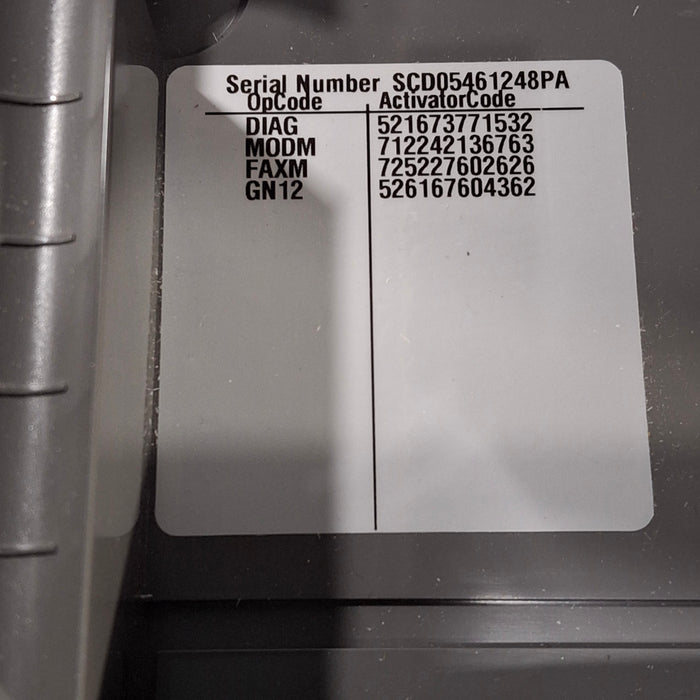 Serial Number SCD05461248PA
OpCode ActivatorCode
DIAG 521673771532
MODM 712242136763
FAXM 725227602626
GN12 526167604362